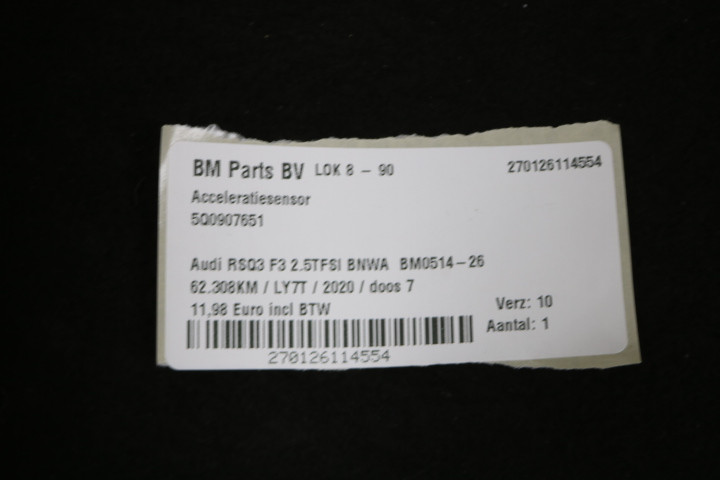 BM Parts BV LOK 8 - 90 270126114554
Acceleratiesensor
5Q0907651
Audi RSQ3 F3 2.5TFSI BNWA BM0514-26
62.308KM / LY7T / 2020 / doos 7
11,98 Euro incl BTW Verz: 10
Aantal: 1
270126114554